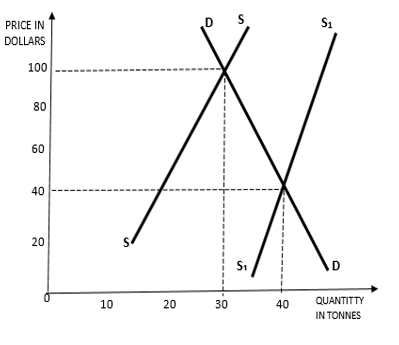 PRICE IN
DOLLARS
D
S
S1
100
80
60
40
20
S
S1
D
0
10
20
30
40
QUANTITTY
IN TONNES